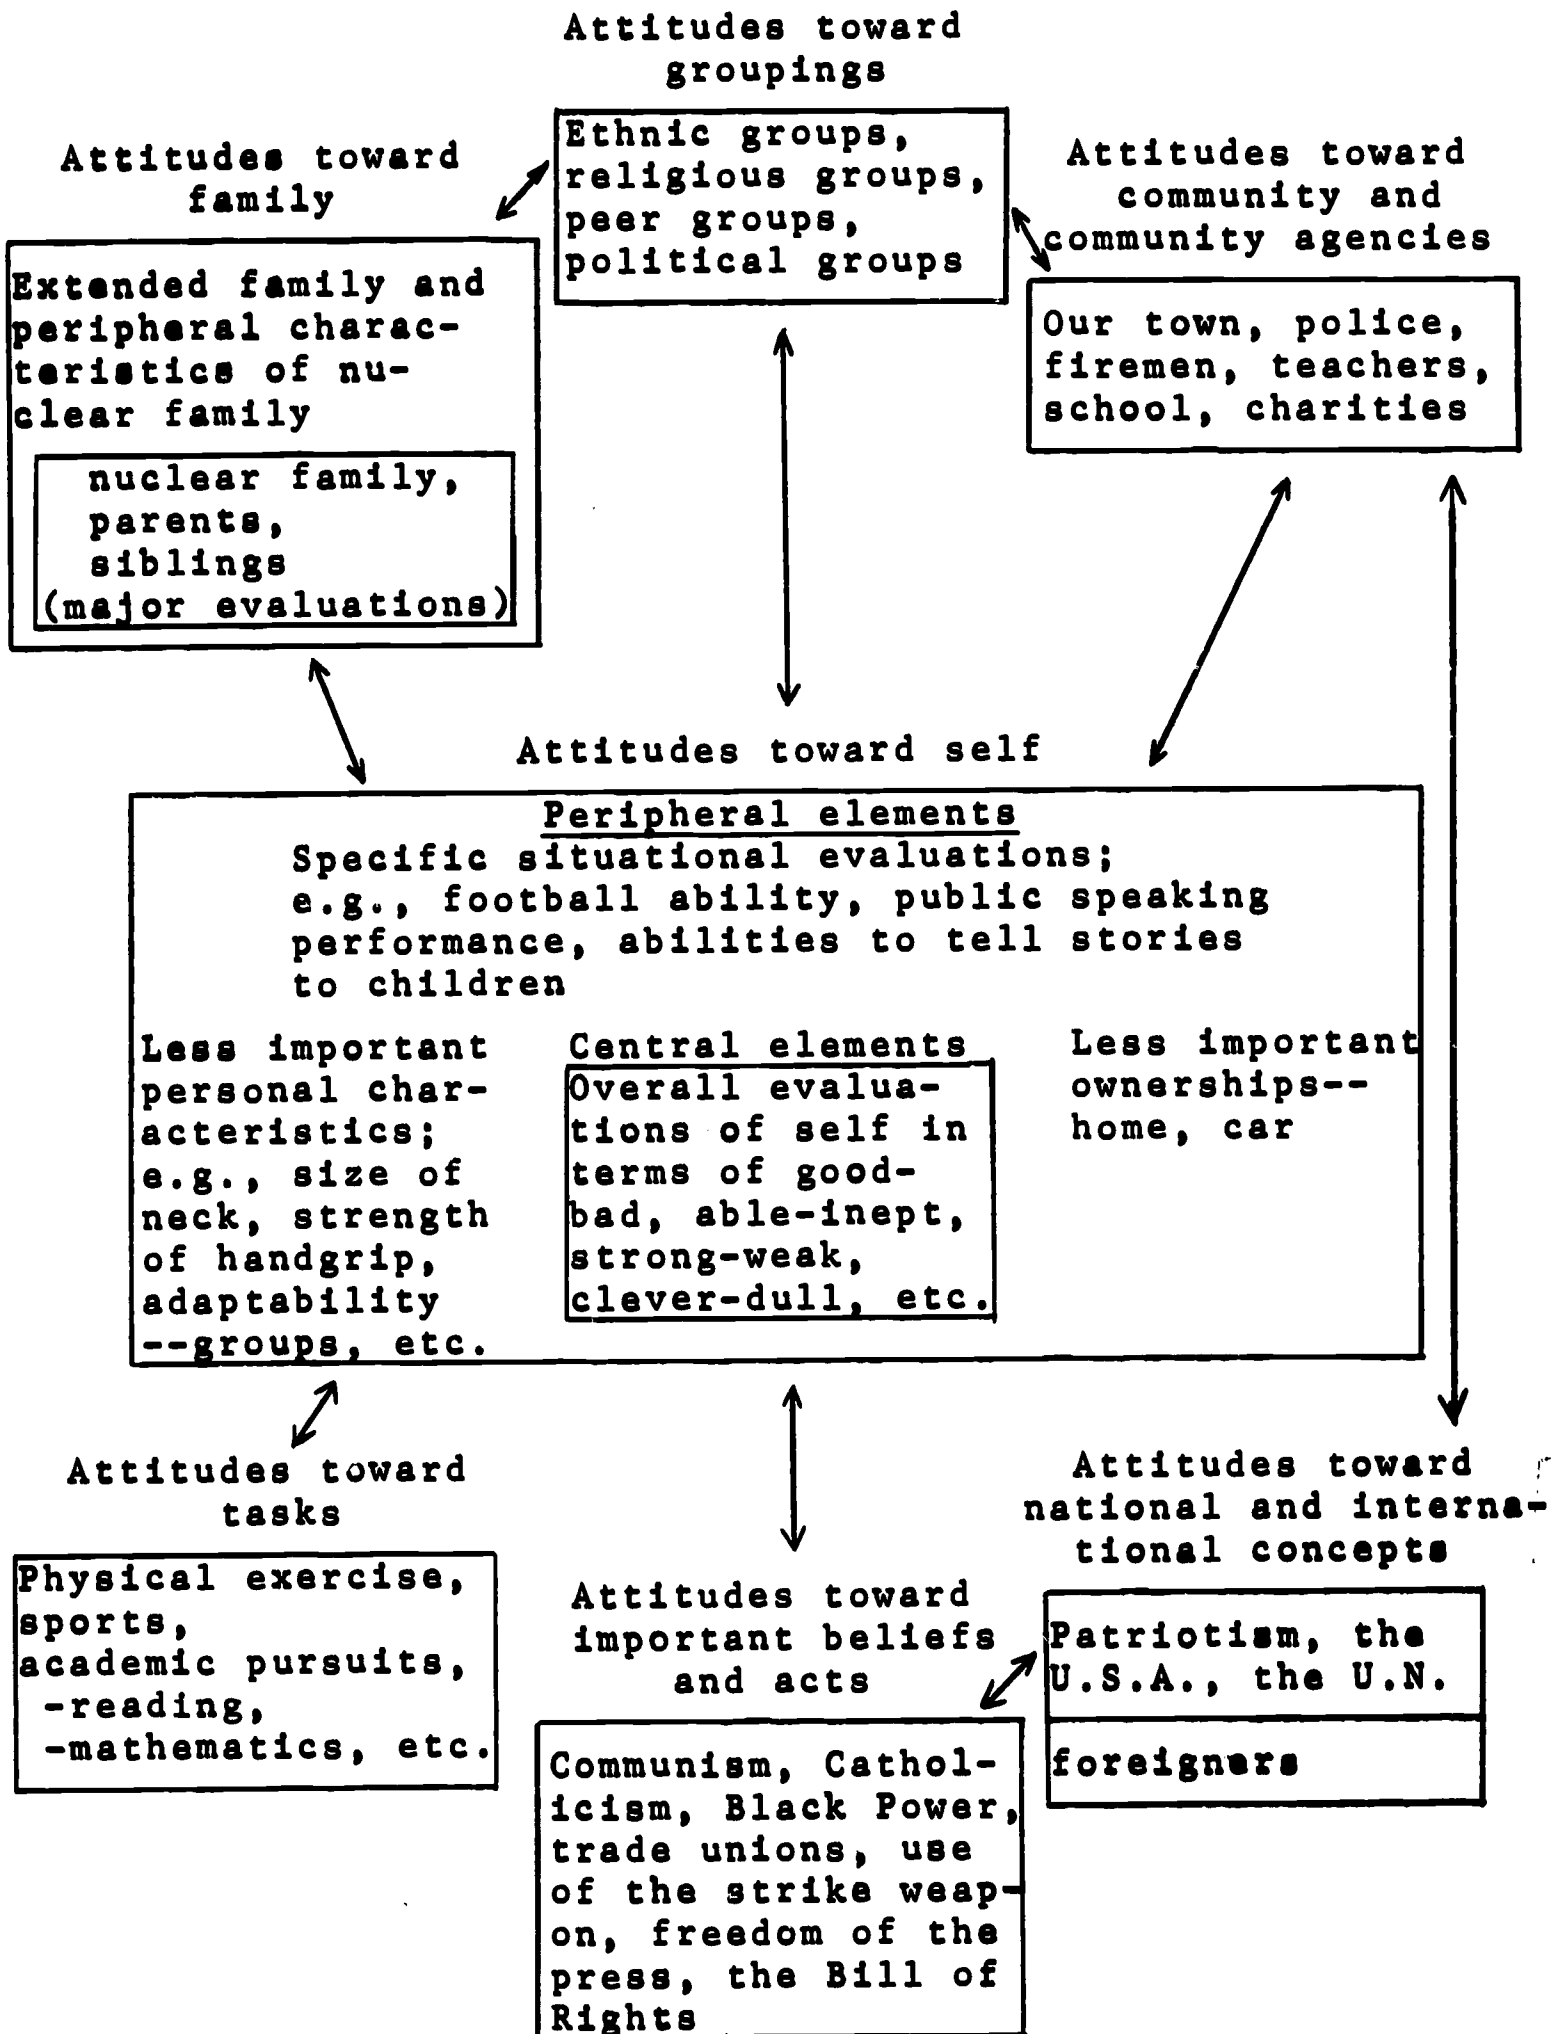 Attitudes toward
groupings
Ethnic groups,
religious groups,
peer groups,
political groups
Attitudes toward
family
Extended family and
peripheral charac-
teristics of nu-
clear family
nuclear family,
parents,
siblings
(major evaluations)
Attitudes toward
community and
community agencies
Our town, police,
firemen, teachers,
school, charities
Attitudes toward self
Peripheral elements
Specific situational evaluations;
e.g., football ability, public speaking
performance, abilities to tell stories
to children
Less important
personal char-
acteristics;
e.g., size of
neck, strength
of handgrip,
adaptability
--groups, etc.
Central elements
Overall evalua-
tions of self in
terms of good-
bad, able-inept,
strong-weak,
clever-dull, etc.
Less important
ownerships--
home, car
Attitudes toward
tasks
Physical exercise,
sports,
academic pursuits,
-reading,
-mathematics, etc.
Attitudes toward
important beliefs
and acts
Communism, Cathol-
icism, Black Power,
trade unions, use
of the strike weap-
on, freedom of the
press, the Bill of
Rights
Attitudes toward
national and interna-
tional concepts
Patriotism, the
U.S.A., the U.N.
foreigners